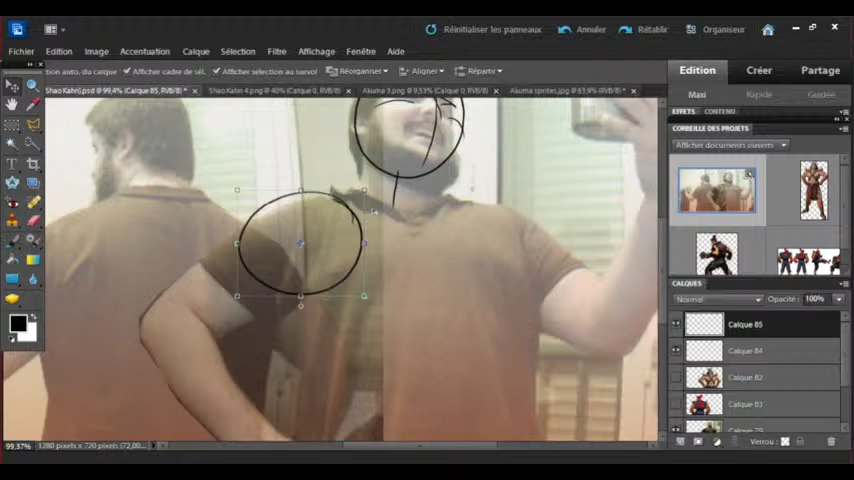 Réinitialiser les panneaux
Annuler
Rétablir
Organiseur
Fichier Edition Image Accentuation Calque Sélection Filtre Affichage Fenêtre Aide
tion auto. du calque Afficher cadre de sél. Afficher sélection au survol Réorganiser Aligner Répartir
Edition Créer Partage
Shao Kahn).psd @ 99,4% (Calque 85, RVB/8) *
Shao Kahn 4.png @ 40% (Calque 0, RVB/8)
Akuma 3.png @ 9,53% (Calque 0, RVB/8)
Akuma sprites.jpg @ 63,9% (RVB/8) *
Maxi Rapide Guidée
EFFETS CONTENU
CORBEILLE DES PROJETS
Afficher documents ouverts
CALQUES
Normal Opacité: 100%
Calque 85
Calque 84
Calque 82
Verrou:
99,37% 1280 pixels x 720 pixels (72,00...